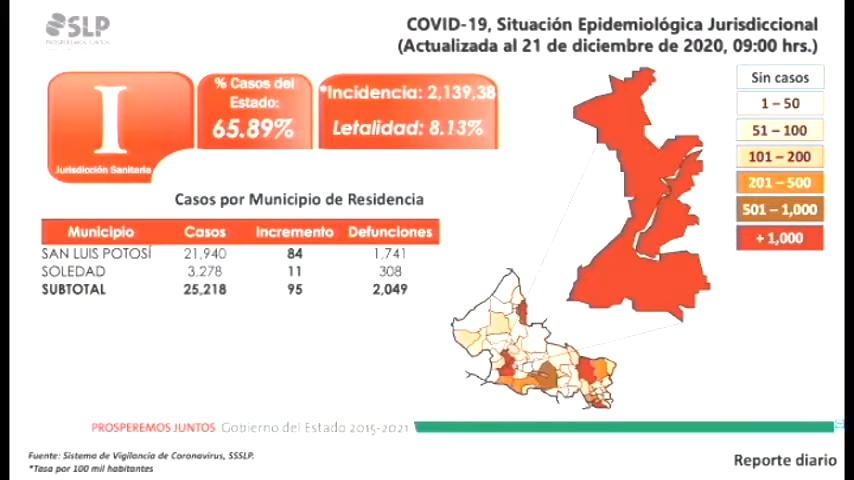 SLP
PROSPEREMOS JUNTOS
COVID-19, Situación Epidemiológica Jurisdiccional
(Actualizada al 21 de diciembre de 2020, 09:00 hrs.)
I
Jurisdicción Sanitaria
% Casos del
Estado:
65.89%
*Incidencia: 2,139,38
Letalidad: 8.13%
Sin casos
1 – 50
51 – 100
101 – 200
201 – 500
501 – 1,000
+ 1,000
Casos por Municipio de Residencia
Municipio Casos Incremento Defunciones
SAN LUIS POTOSÍ 21,940 84 1,741
SOLEDAD 3,278 11 308
SUBTOTAL 25,218 95 2,049
PROSPEREMOS JUNTOS Gobierno del Estado 2015-2021
Fuente: Sistema de Vigilancia de Coronavirus, SSSLP.
*Tasa por 100 mil habitantes
Reporte diario